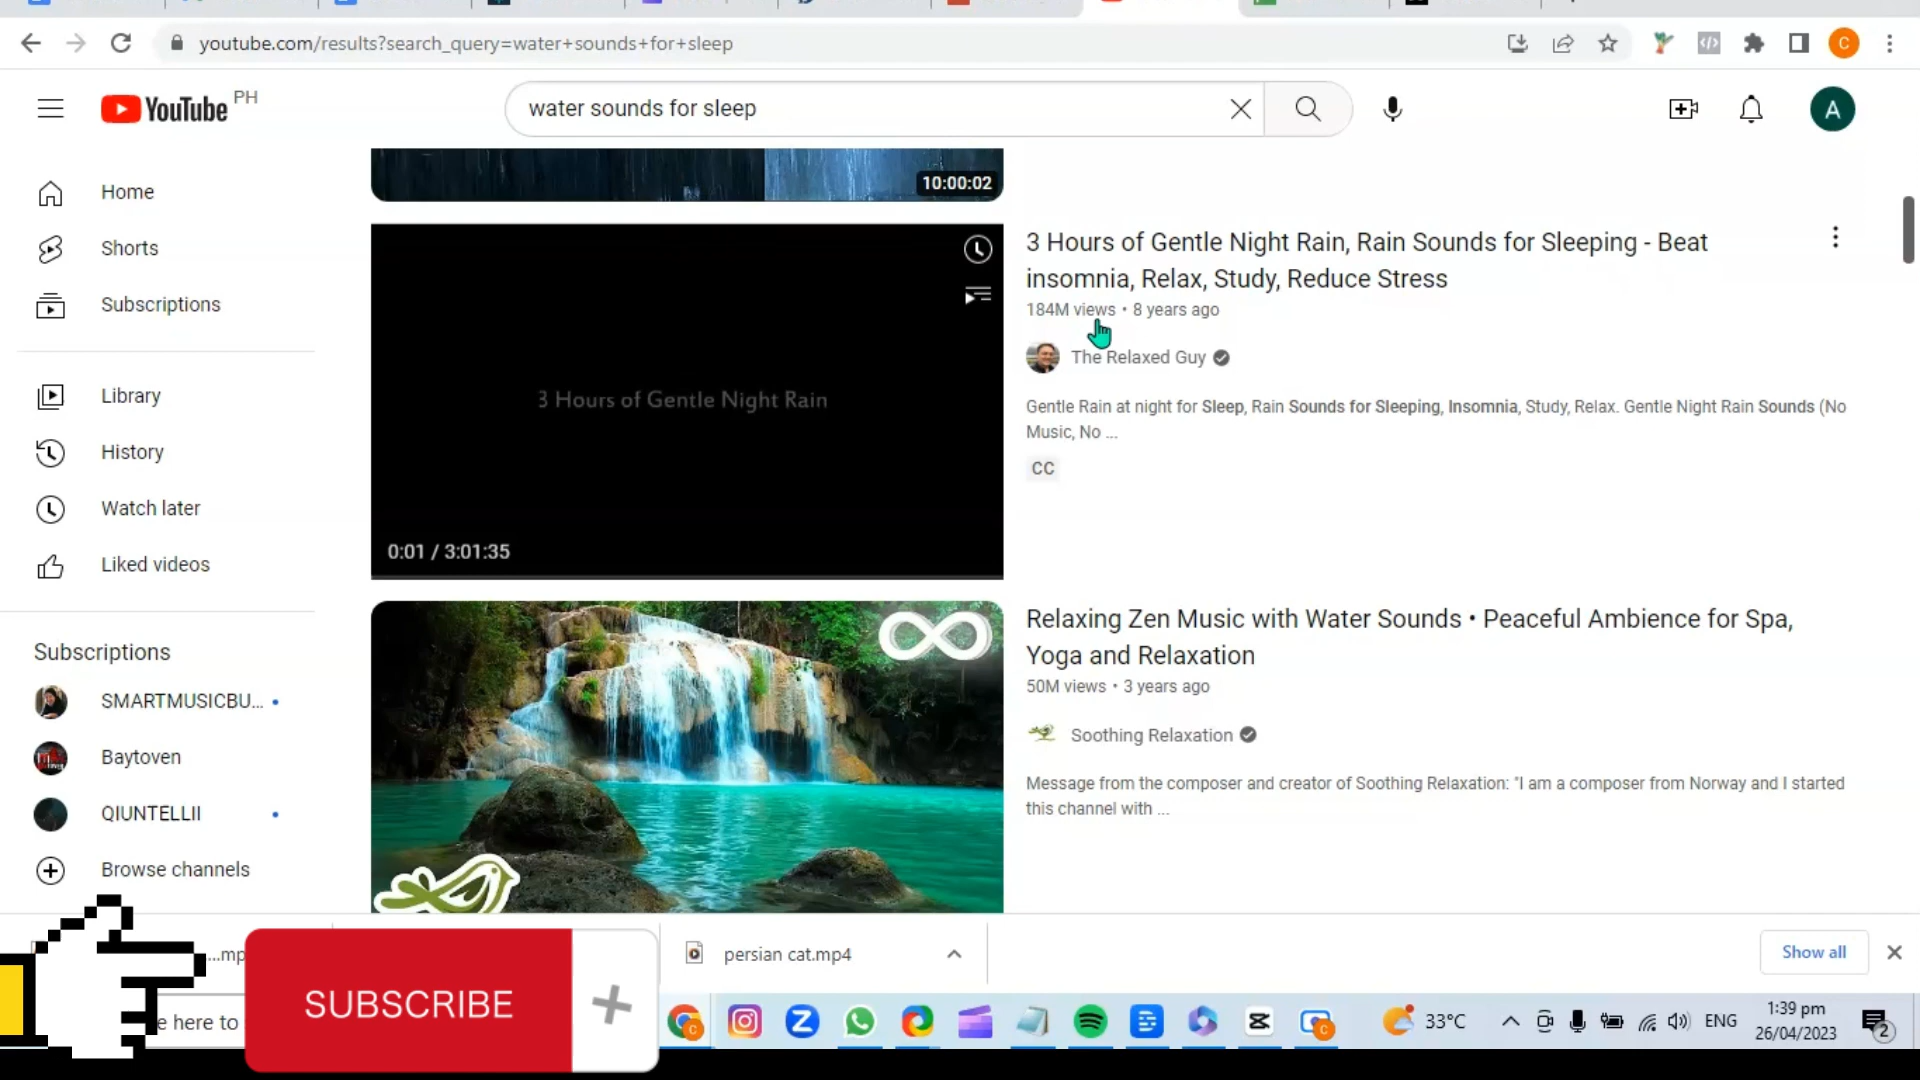 youtube.com/results?search_query=water+sounds+for+sleep
C
YouTube PH
water sounds for sleep
A
Home
Shorts
Subscriptions
Library
History
Watch later
Liked videos
Subscriptions
SMARTMUSICBU...
Baytoven
QIUNTELLII
Browse channels
10:00:02
3 Hours of Gentle Night Rain
0:01 / 3:01:35
3 Hours of Gentle Night Rain, Rain Sounds for Sleeping - Beat
insomnia, Relax, Study, Reduce Stress
184M views • 8 years ago
The Relaxed Guy
Gentle Rain at night for Sleep, Rain Sounds for Sleeping, Insomnia, Study, Relax. Gentle Night Rain Sounds (No
Music, No ...
CC
Relaxing Zen Music with Water Sounds • Peaceful Ambience for Spa,
Yoga and Relaxation
50M views • 3 years ago
Soothing Relaxation
Message from the composer and creator of Soothing Relaxation: "I am a composer from Norway and I started
this channel with ...
persian cat.mp4
Show all
SUBSCRIBE
e here to
33°C
ENG
1:39 pm
26/04/2023
2